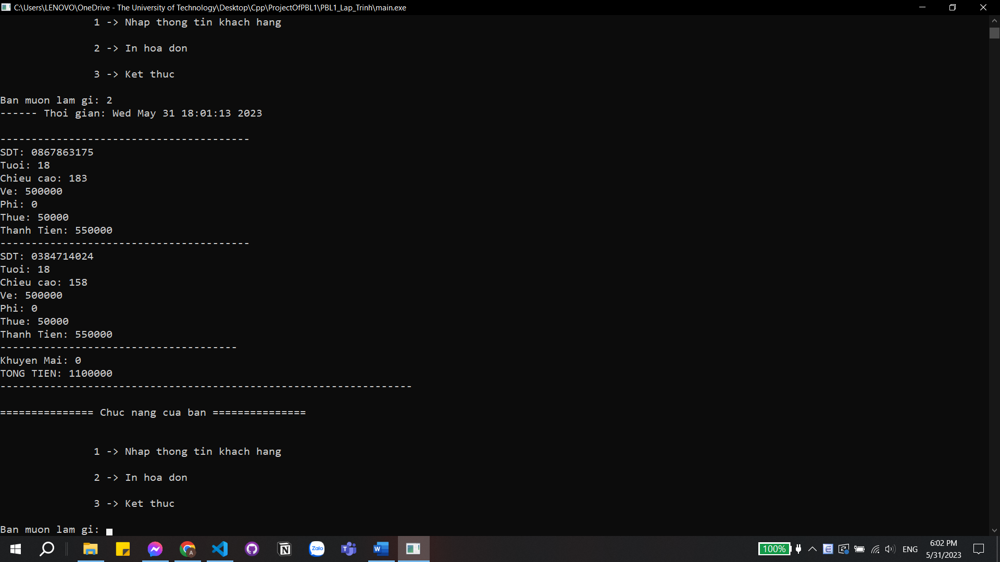 C:\Users\LENOVO\OneDrive - The University of Technology\Desktop\Cpp\ProjectOfPBL1\PBL1_Lap_Trinh\main.exe
1 -> Nhap thong tin khach hang
2 -> In hoa don
3 -> Ket thuc
Ban muon lam gi: 2
------ Thoi gian: Wed May 31 18:01:13 2023
----------------------------------------
SDT: 0867863175
Tuoi: 18
Chieu cao: 183
Ve: 500000
Phi: 0
Thue: 50000
Thanh Tien: 550000
----------------------------------------
SDT: 0384714024
Tuoi: 18
Chieu cao: 158
Ve: 500000
Phi: 0
Thue: 50000
Thanh Tien: 550000
--------------------------------------
Khuyen Mai: 0
TONG TIEN: 1100000
------------------------------------------------------------------
=============== Chuc nang cua ban ===============
1 -> Nhap thong tin khach hang
2 -> In hoa don
3 -> Ket thuc
Ban muon lam gi:
A
N
Zalo
T
W
100%
E
ENG
6:02 PM
5/31/2023